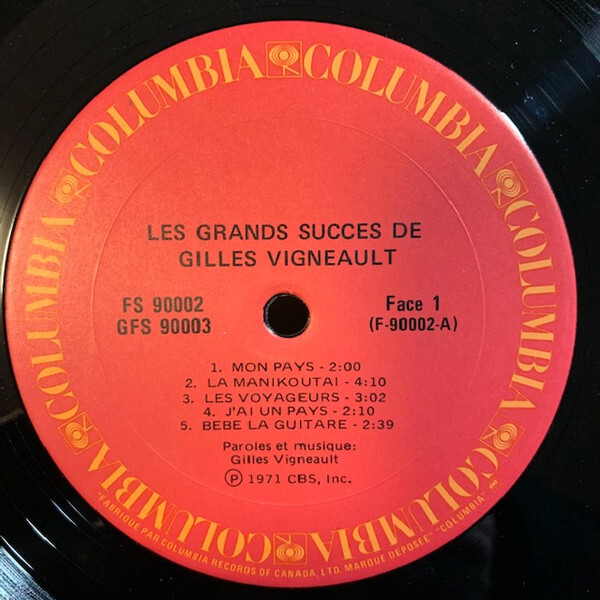 COLUMBIA COLUMBIA COLUMBIA COLUMBIA COLUMBIA COLUMBIA
LES GRANDS SUCCES DE
GILLES VIGNEAULT
FS 90002
GFS 90003
Face 1
(F-90002-A)
1. MON PAYS - 2:00
2. LA MANIKOUTAI - 4:10
3. LES VOYAGEURS - 3:02
4. J'AI UN PAYS - 2:10
5. BEBE LA GUITARE - 2:39
Paroles et musique:
Gilles Vigneault
Ⓟ 1971 CBS, Inc.
"FABRIQUE PAR COLUMBIA RECORDS OF CANADA, LTD. MARQUE DEPOSEE" "COLUMBIA"